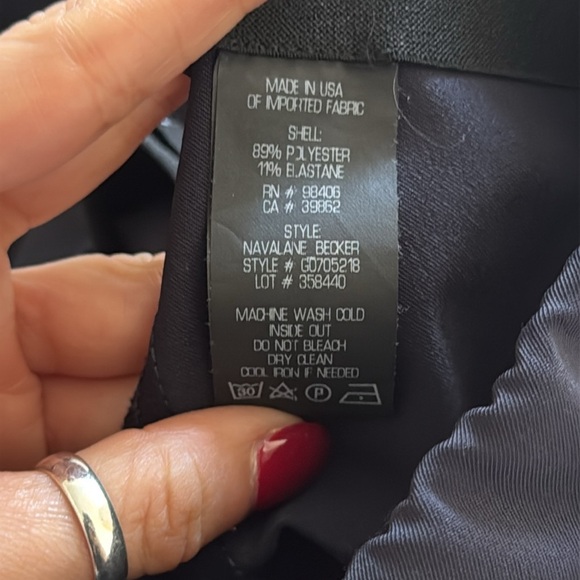 MADE IN USA
OF IMPORTED FABRIC
SHELL:
89% POLYESTER
11% ELASTANE
RN # 98406
CA # 39862
STYLE:
NAVALANE BECKER
STYLE # G0705218
LOT # 358440
MACHINE WASH COLD
INSIDE OUT
DO NOT BLEACH
DRY CLEAN
COOL IRON IF NEEDED
30 P